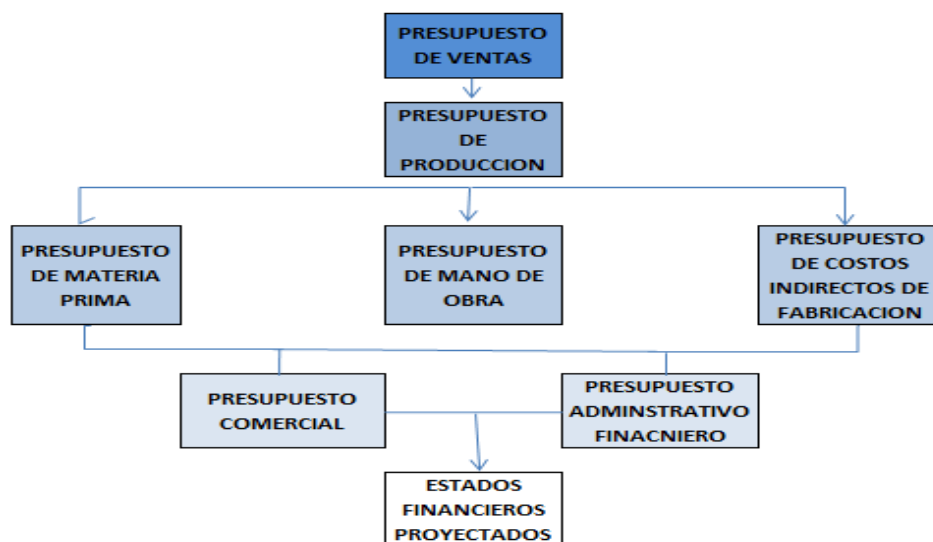 PRESUPUESTO
DE VENTAS
PRESUPUESTO
DE
PRODUCCION
PRESUPUESTO
DE MATERIA
PRIMA
PRESUPUESTO
DE MANO DE
OBRA
PRESUPUESTO
DE COSTOS
INDIRECTOS DE
FABRICACION
PRESUPUESTO
COMERCIAL
PRESUPUESTO
ADMINSTRATIVO
FINACNIERO
ESTADOS
FINANCIEROS
PROYECTADOS